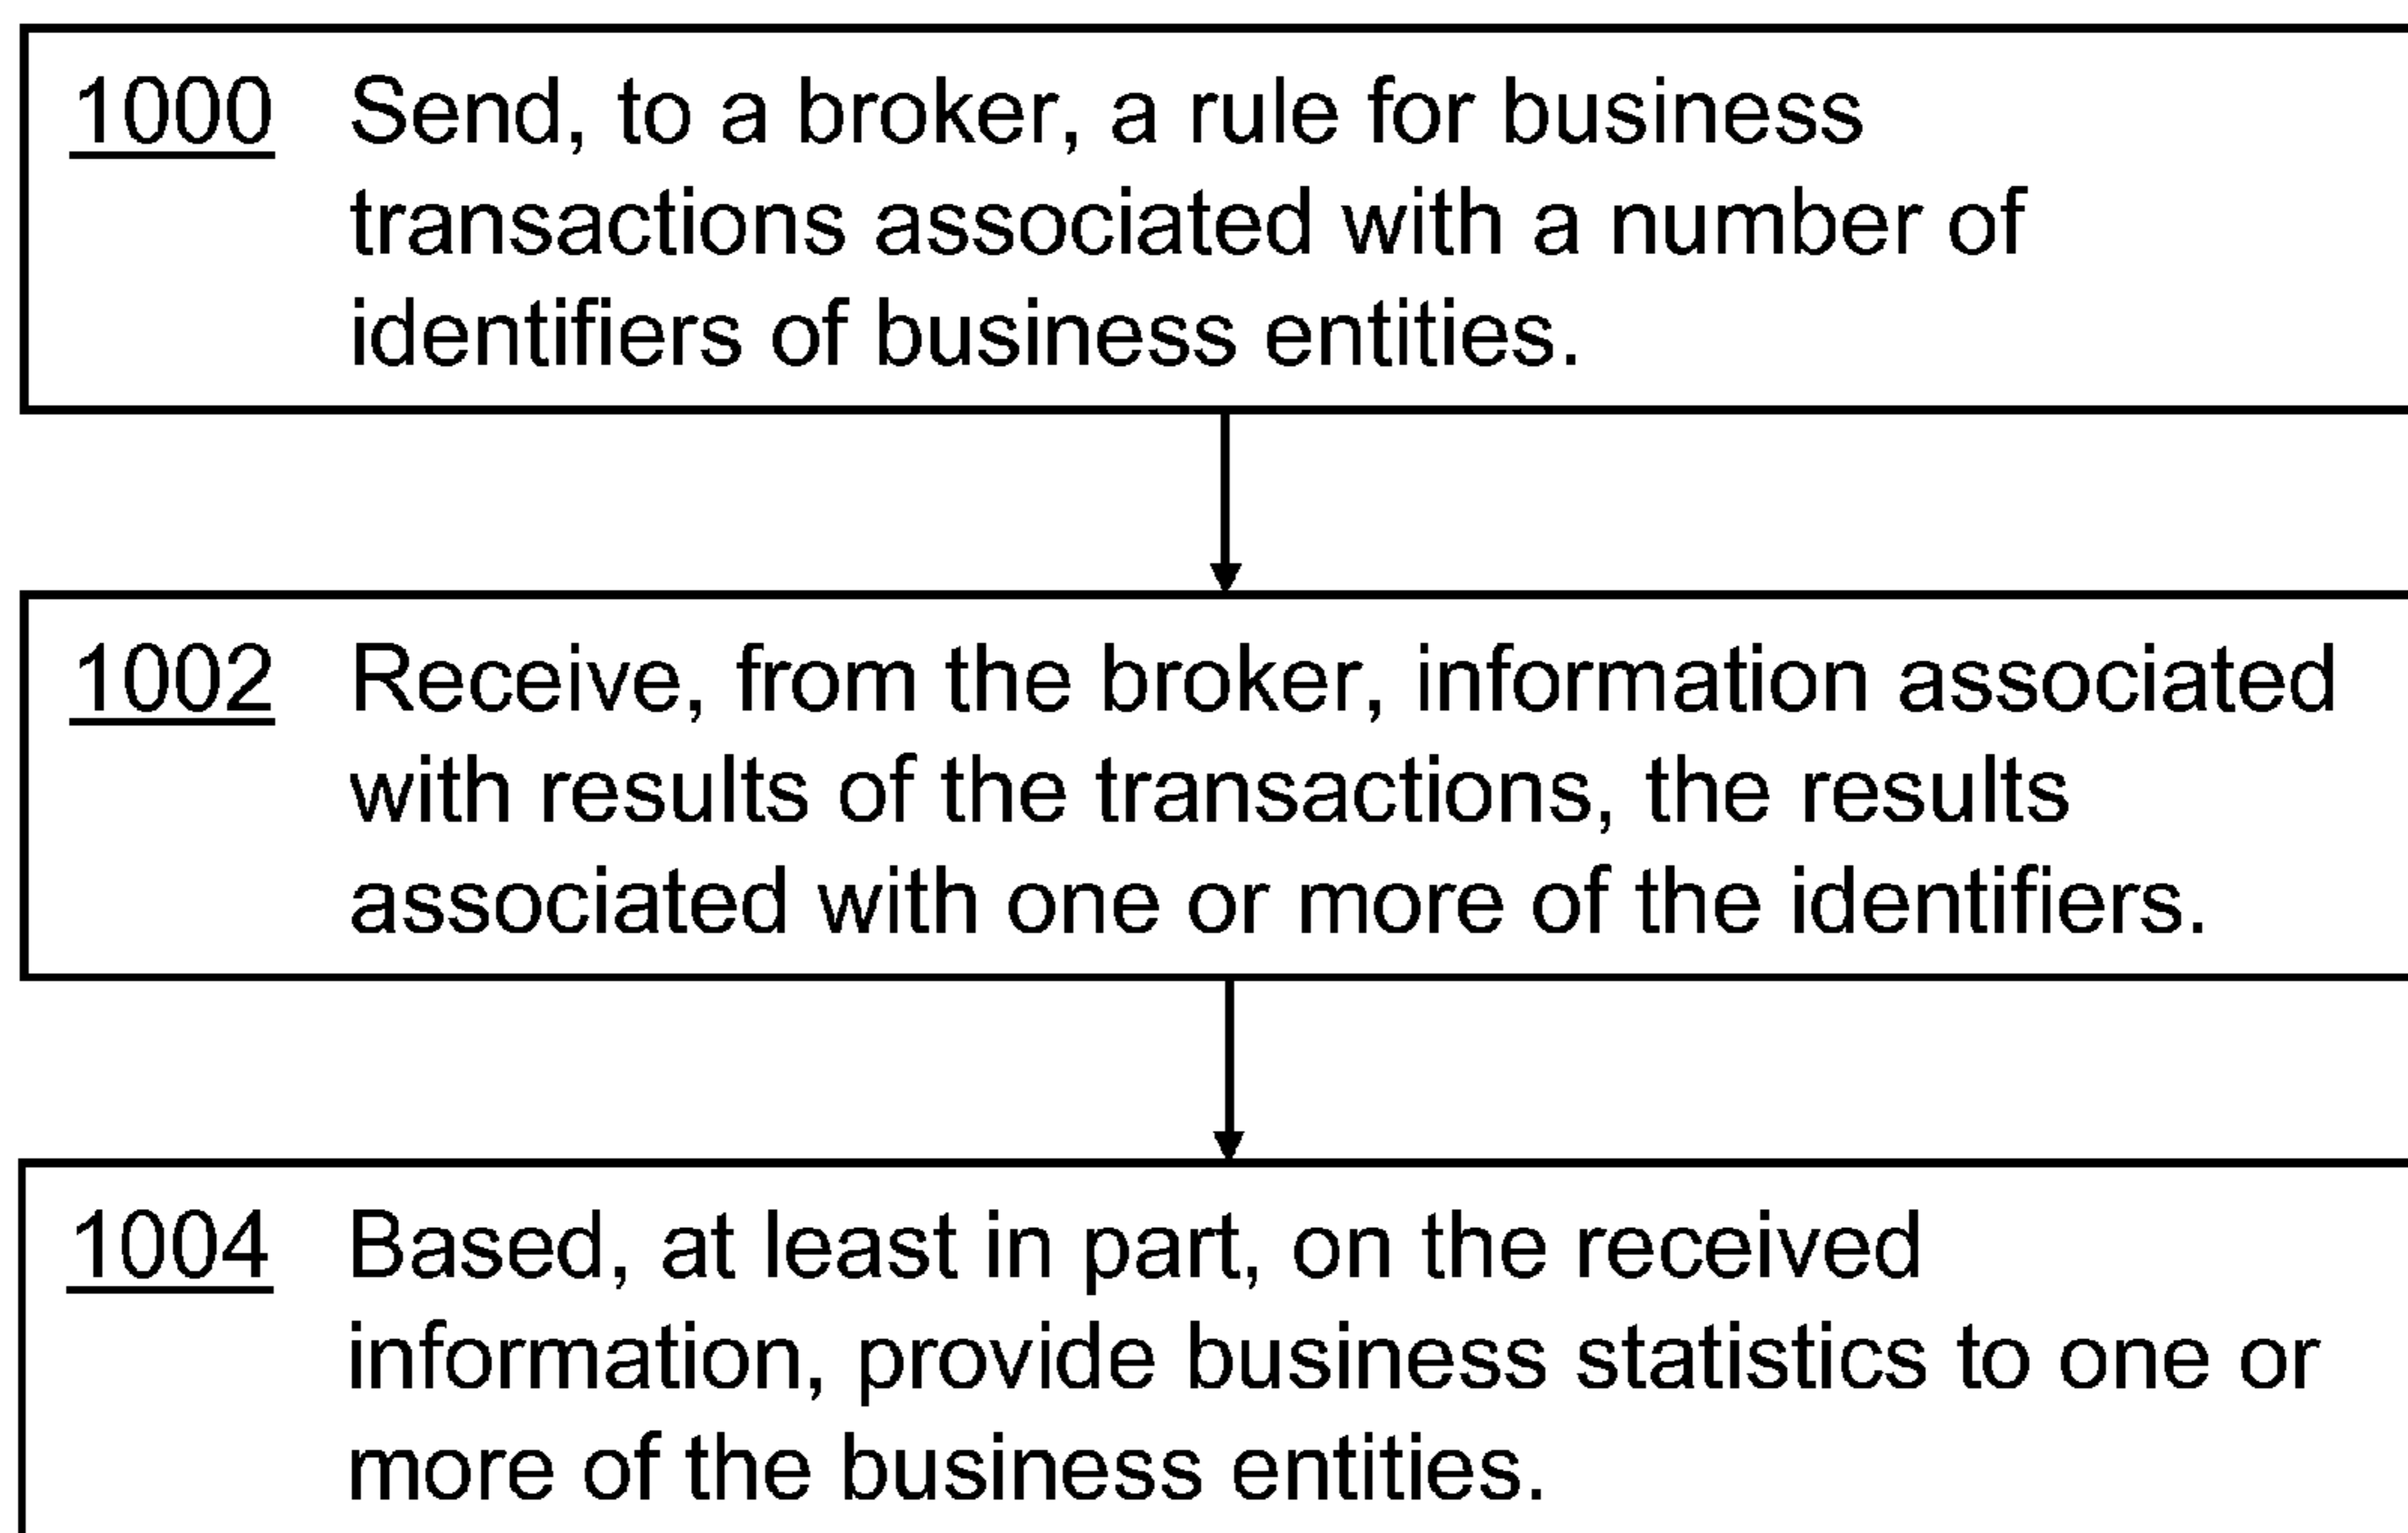 1000 Send, to a broker, a rule for business
transactions associated with a number of
identifiers of business entities.
1002 Receive, from the broker, information associated
with results of the transactions, the results
associated with one or more of the identifiers.
1004 Based, at least in part, on the received
information, provide business statistics to one or
more of the business entities.